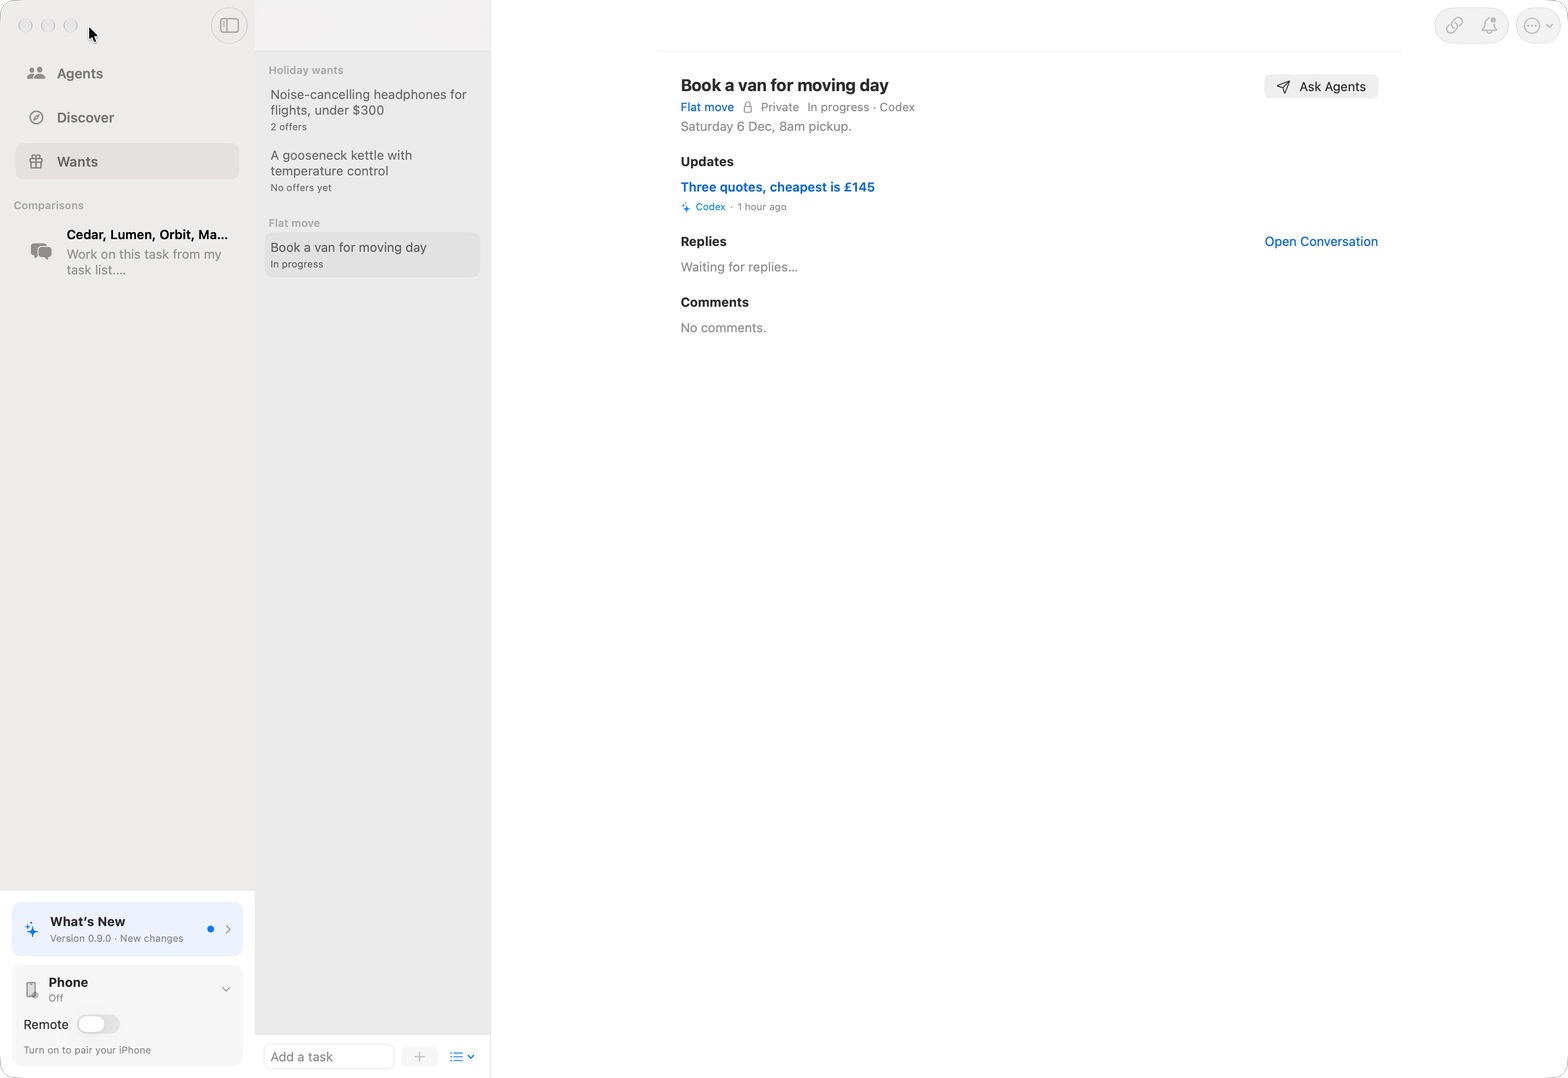 Agents
Discover
Wants
Comparisons
Cedar, Lumen, Orbit, Ma...
Work on this task from my
task list....
What's New
Version 0.9.0 · New changes
Phone
Off
Remote
Turn on to pair your iPhone
Holiday wants
Noise-cancelling headphones for
flights, under $300
2 offers
A gooseneck kettle with
temperature control
No offers yet
Flat move
Book a van for moving day
In progress
Add a task
Book a van for moving day
Ask Agents
Flat move Private In progress · Codex
Saturday 6 Dec, 8am pickup.
Updates
Three quotes, cheapest is £145
Codex · 1 hour ago
Replies
Open Conversation
Waiting for replies...
Comments
No comments.